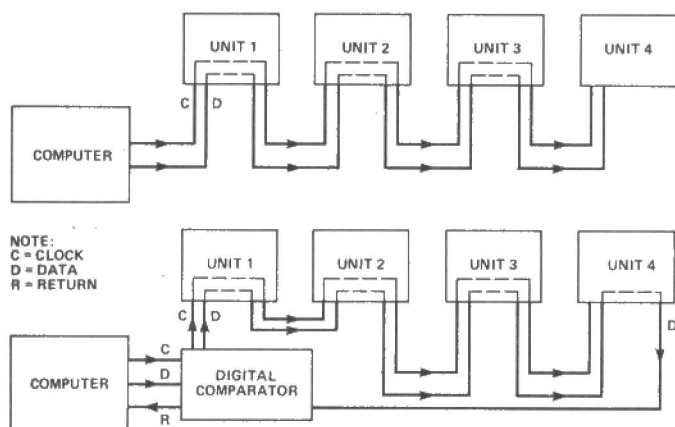 UNIT 1
UNIT 2
UNIT 3
UNIT 4
C D
COMPUTER
NOTE:
C = CLOCK
D = DATA
R = RETURN
UNIT 1
UNIT 2
UNIT 3
UNIT 4
C D
D
COMPUTER
C
D
R
DIGITAL
COMPARATOR